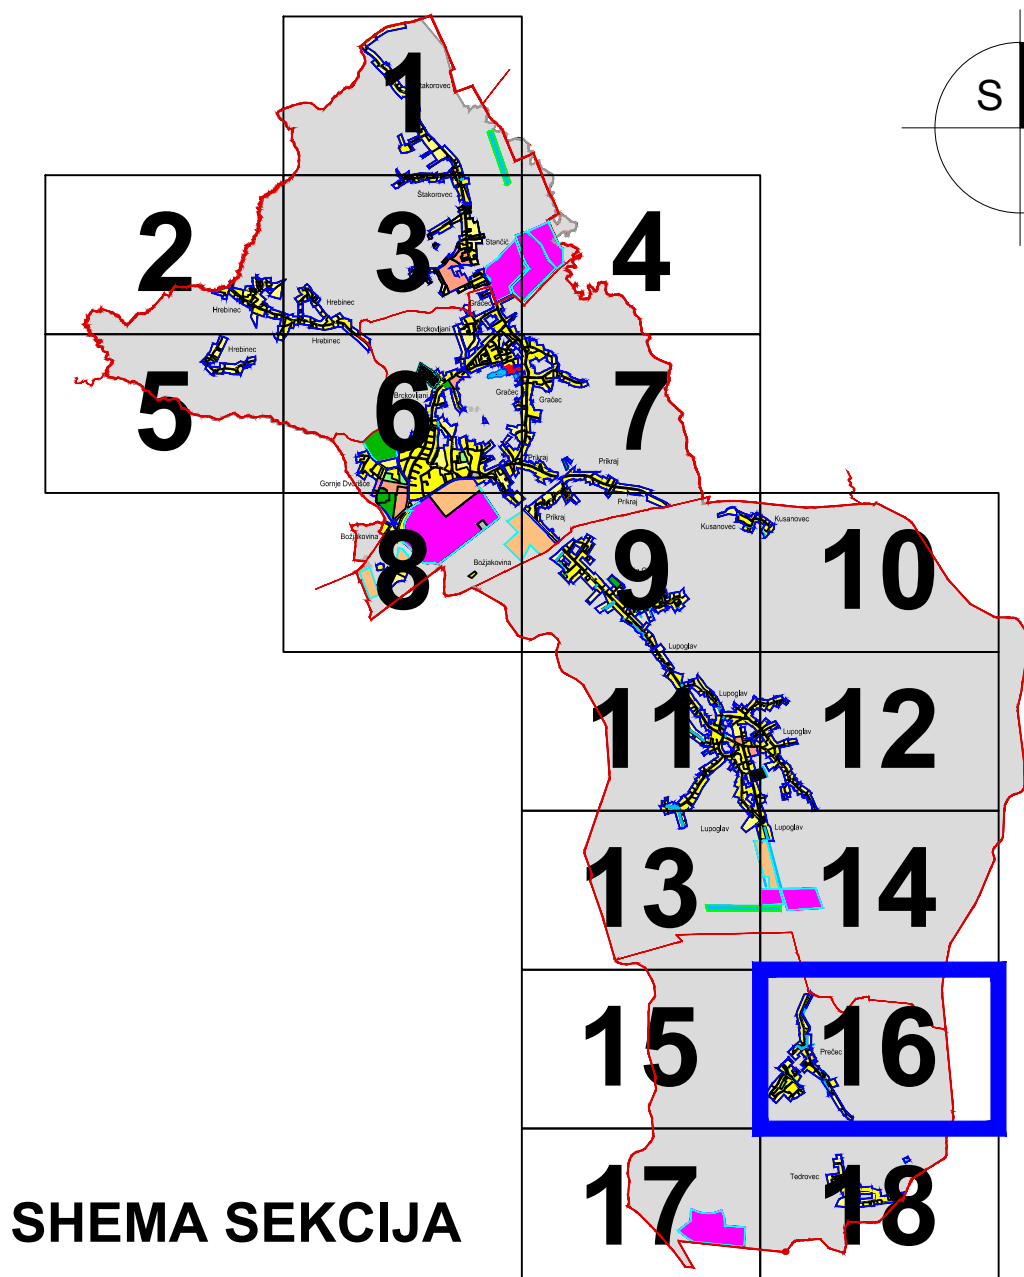 1
Štakorovec
S
2
3
4
Štakorovec
Stančić
Hrebinec
Hrebinec
Hrebinec
Gračec
Brckovljani
5
6
7
Hrebinec
Brckovljani
Gračec
Gračec
Prikraj
Prikraj
Prikraj
Gornje Dvorišće
Prikraj
Kusanovec
Kusanovec
Božjakovina
8
9
10
Božjakovina
Lupoglav
11
12
Lupoglav
Lupoglav
Lupoglav
Lupoglav
13
14
15
16
Prečec
17
18
Tedrovec
SHEMA SEKCIJA